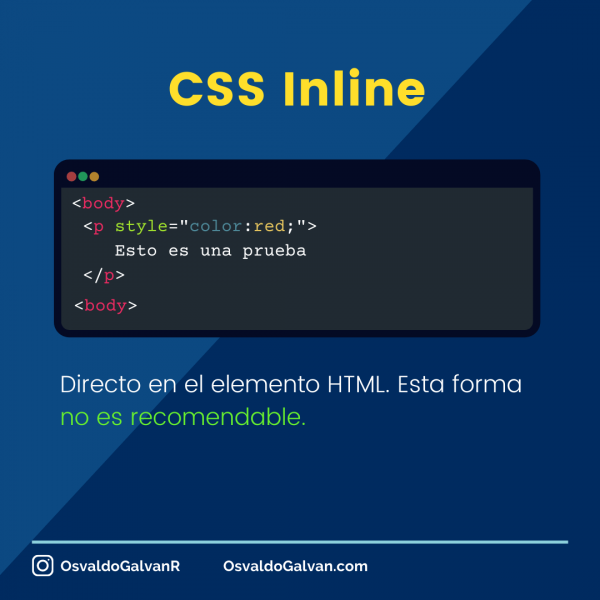 CSS Inline
<body>
<p style="color:red;">
Esto es una prueba
</p>
<body>
Directo en el elemento HTML. Esta forma
no es recomendable.
OsvaldoGalvanR OsvaldoGalvan.com